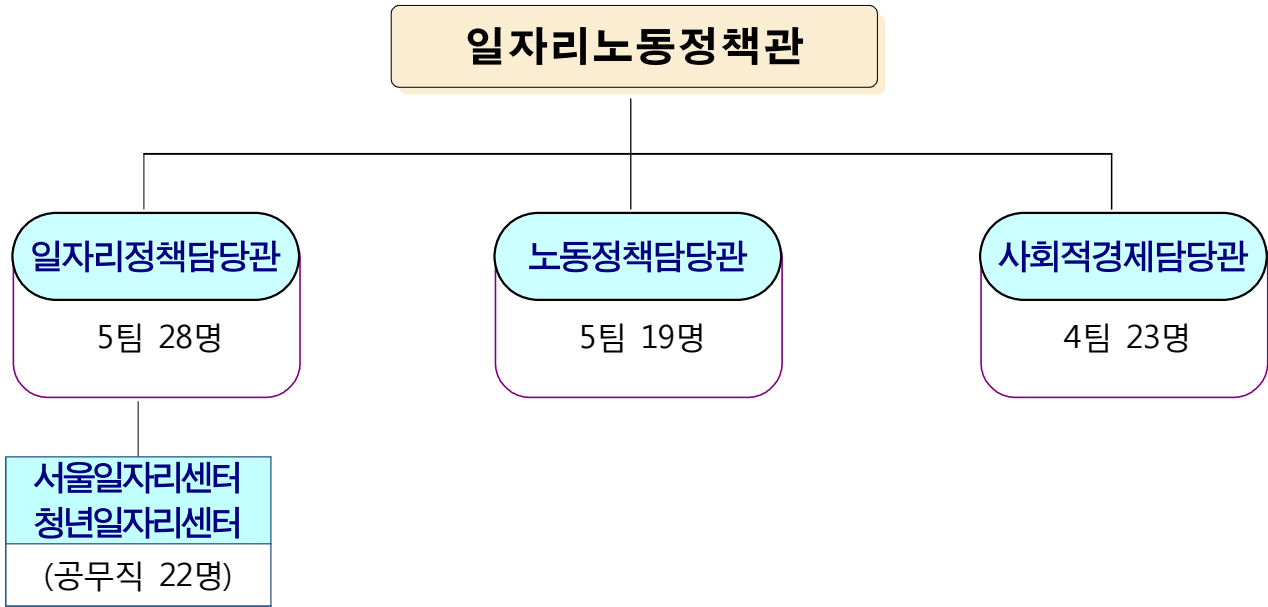 일자리노동정책관
일자리정책담당관
노동정책담당관
사회적경제담당관
5팀 28명
5팀 19명
4팀 23명
서울일자리센터
청년일자리센터
(공무직 22명)